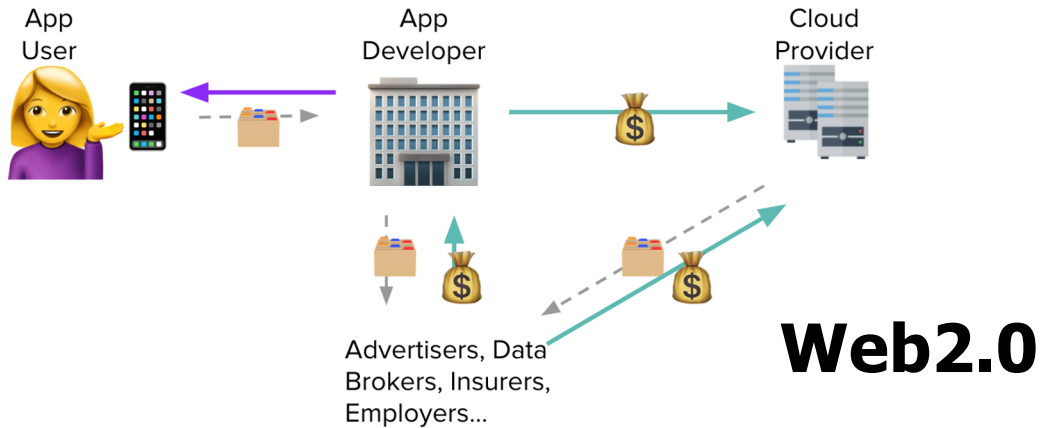 App
User
App
Developer
Cloud
Provider
$
$
$
Advertisers, Data
Brokers, Insurers,
Employers...
Web2.0